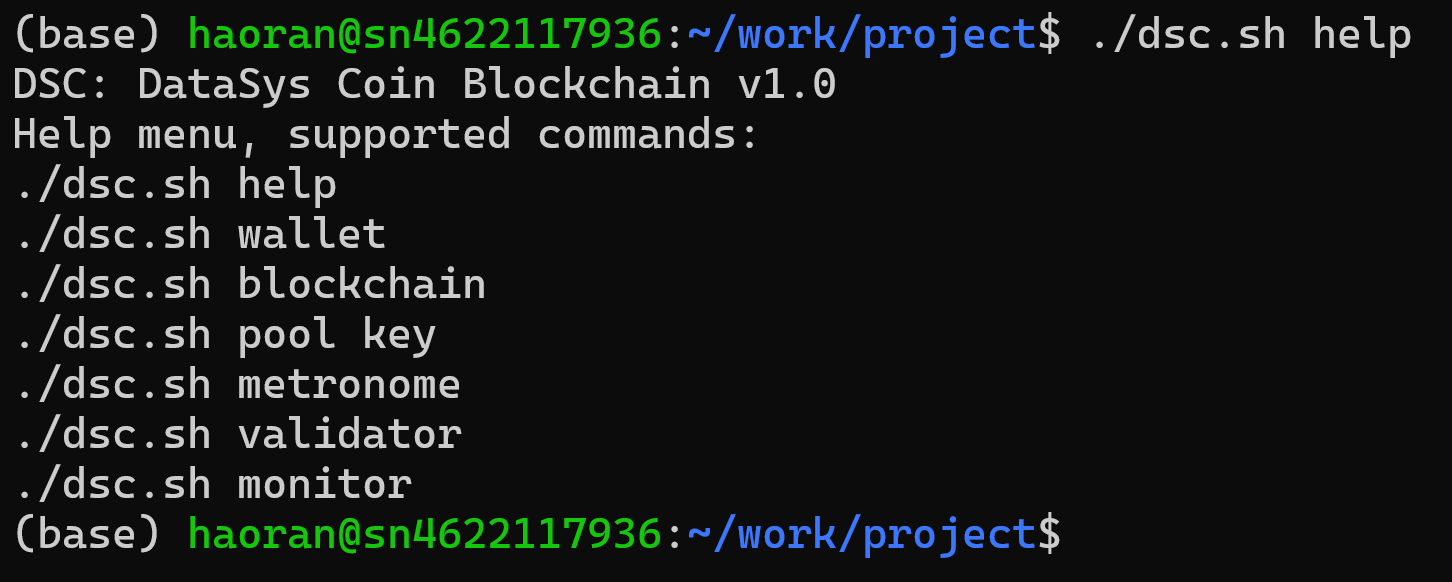 (base) haoran@sn4622117936:~/work/project$ ./dsc.sh help
DSC: DataSys Coin Blockchain v1.0
Help menu, supported commands:
./dsc.sh help
./dsc.sh wallet
./dsc.sh blockchain
./dsc.sh pool key
./dsc.sh metronome
./dsc.sh validator
./dsc.sh monitor
(base) haoran@sn4622117936:~/work/project$